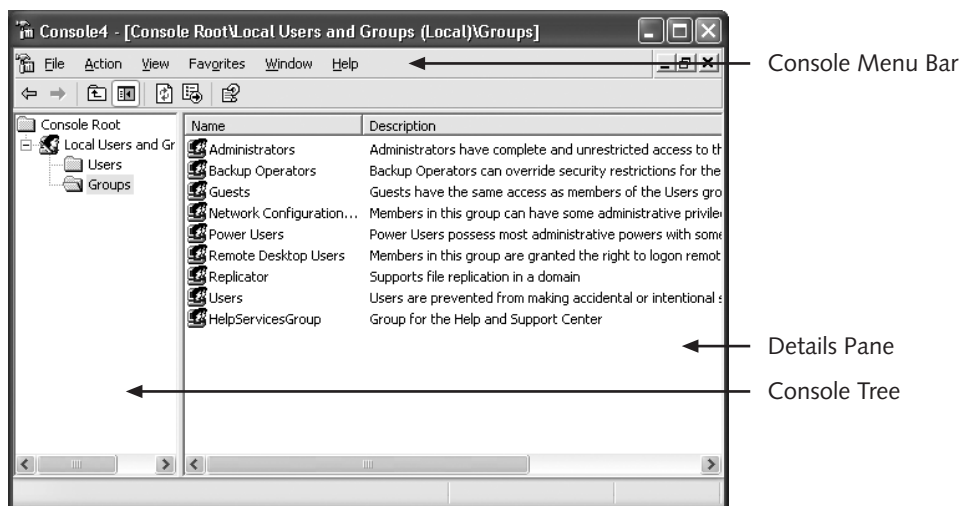 Console4 - [Console Root\Local Users and Groups (Local)\Groups]
File Action View Favorites Window Help
Console Menu Bar
Console Root
Local Users and Gr
Users
Groups
Name Description
Administrators Administrators have complete and unrestricted access to th
Backup Operators Backup Operators can override security restrictions for the
Guests Guests have the same access as members of the Users gro
Network Configuration... Members in this group can have some administrative privile
Power Users Power Users possess most administrative powers with some
Remote Desktop Users Members in this group are granted the right to logon remot
Replicator Supports file replication in a domain
Users Users are prevented from making accidental or intentional s
HelpServicesGroup Group for the Help and Support Center
Details Pane
Console Tree